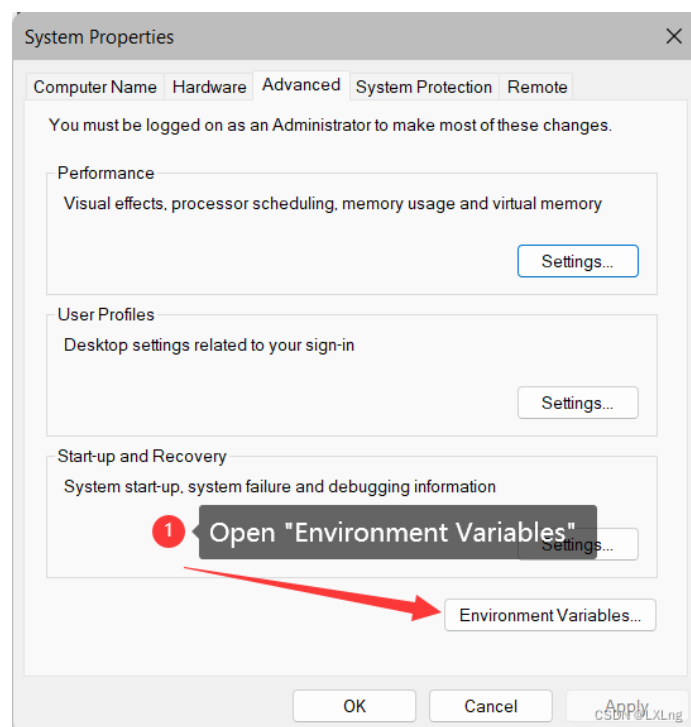 System Properties
Computer Name Hardware Advanced System Protection Remote
You must be logged on as an Administrator to make most of these changes.
Performance
Visual effects, processor scheduling, memory usage and virtual memory
Settings...
User Profiles
Desktop settings related to your sign-in
Settings...
Start-up and Recovery
System start-up, system failure and debugging information
1 Open "Environment Variables"
Settings...
Environment Variables...
OK Cancel Apply
CSDN @LXLng